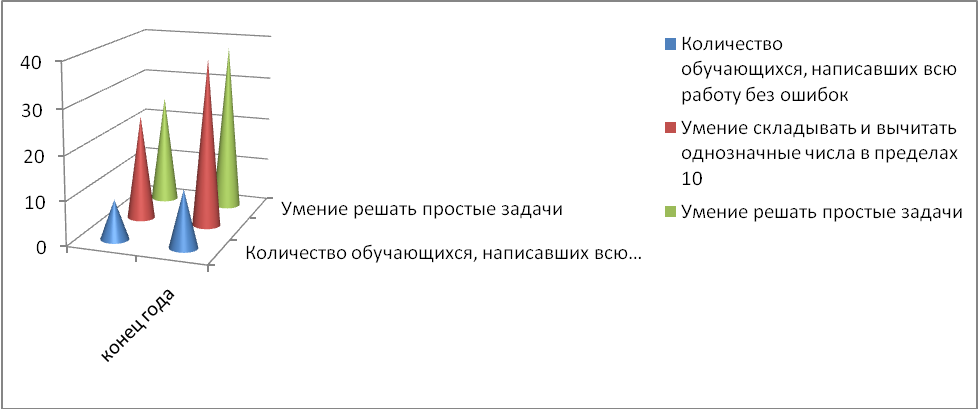 40
30
20
10
0
конец года
Умение решать простые задачи
Количество обучающихся, написавших всю...
Количество
обучающихся, написавших всю
работу без ошибок
Умение складывать и вычитать
однозначные числа в пределах
10
Умение решать простые задачи